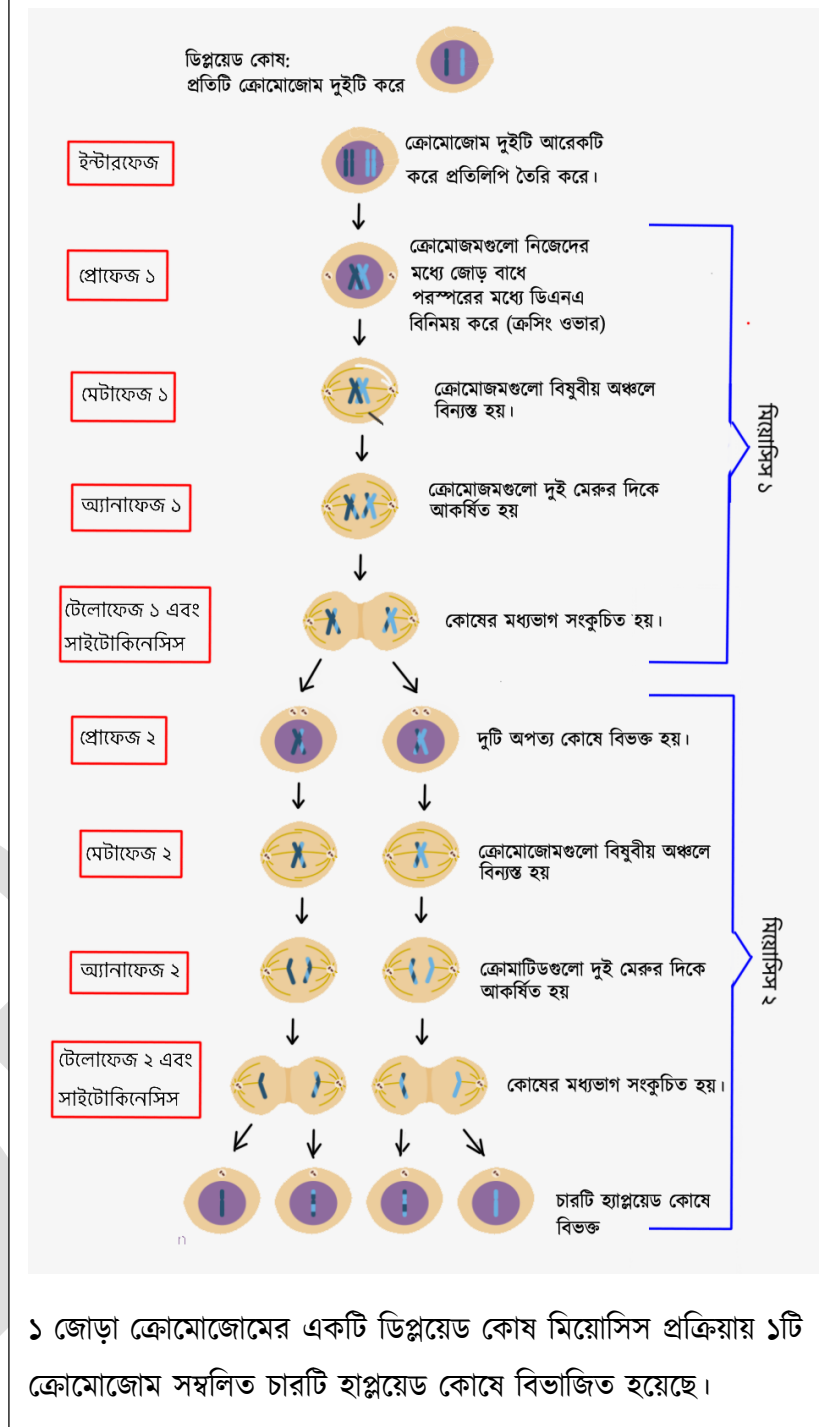 ডিপ্লয়েড কোষ:
প্রতিটি ক্রোমোজোম দুইটি করে
ইন্টারফেজ
ক্রোমোজোম দুইটি আরেকটি
করে প্রতিলিপি তৈরি করে।
প্রোফেজ ১
ক্রোমোজমগুলো নিজেদের
মধ্যে জোড় বাধে
পরস্পরের মধ্যে ডিএনএ
বিনিময় করে (ক্রসিং ওভার)
মেটাফেজ ১
ক্রোমোজমগুলো বিষুবীয় অঞ্চলে
বিন্যস্ত হয়।
অ্যানাফেজ ১
ক্রোমোজমগুলো দুই মেরুর দিকে
আকর্ষিত হয়
টেলোফেজ ১ এবং
সাইটোকিনেসিস
কোষের মধ্যভাগ সংকুচিত হয়।
মিয়োসিস ১
প্রোফেজ ২
দুটি অপত্য কোষে বিভক্ত হয়।
মেটাফেজ ২
ক্রোমোজোমগুলো বিষুবীয় অঞ্চলে
বিন্যস্ত হয়
অ্যানাফেজ ২
ক্রোমাটিডগুলো দুই মেরুর দিকে
আকর্ষিত হয়
টেলোফেজ ২ এবং
সাইটোকিনেসিস
কোষের মধ্যভাগ সংকুচিত হয়।
মিয়োসিস ২
চারটি হ্যাপ্লয়েড কোষে
বিভক্ত
n
১ জোড়া ক্রোমোজোমের একটি ডিপ্লয়েড কোষ মিয়োসিস প্রক্রিয়ায় ১টি
ক্রোমোজোম সম্বলিত চারটি হাপ্লয়েড কোষে বিভাজিত হয়েছে।